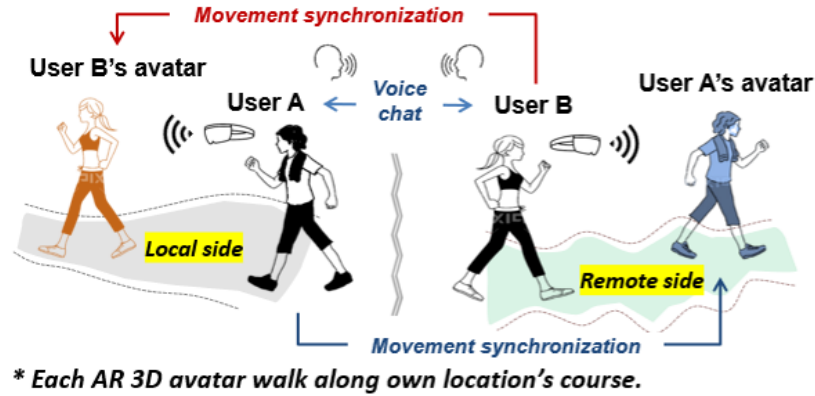 Movement synchronization
User B's avatar
User A
Voice
chat
User B
User A's avatar
Local side
Remote side
Movement synchronization
* Each AR 3D avatar walk along own location's course.